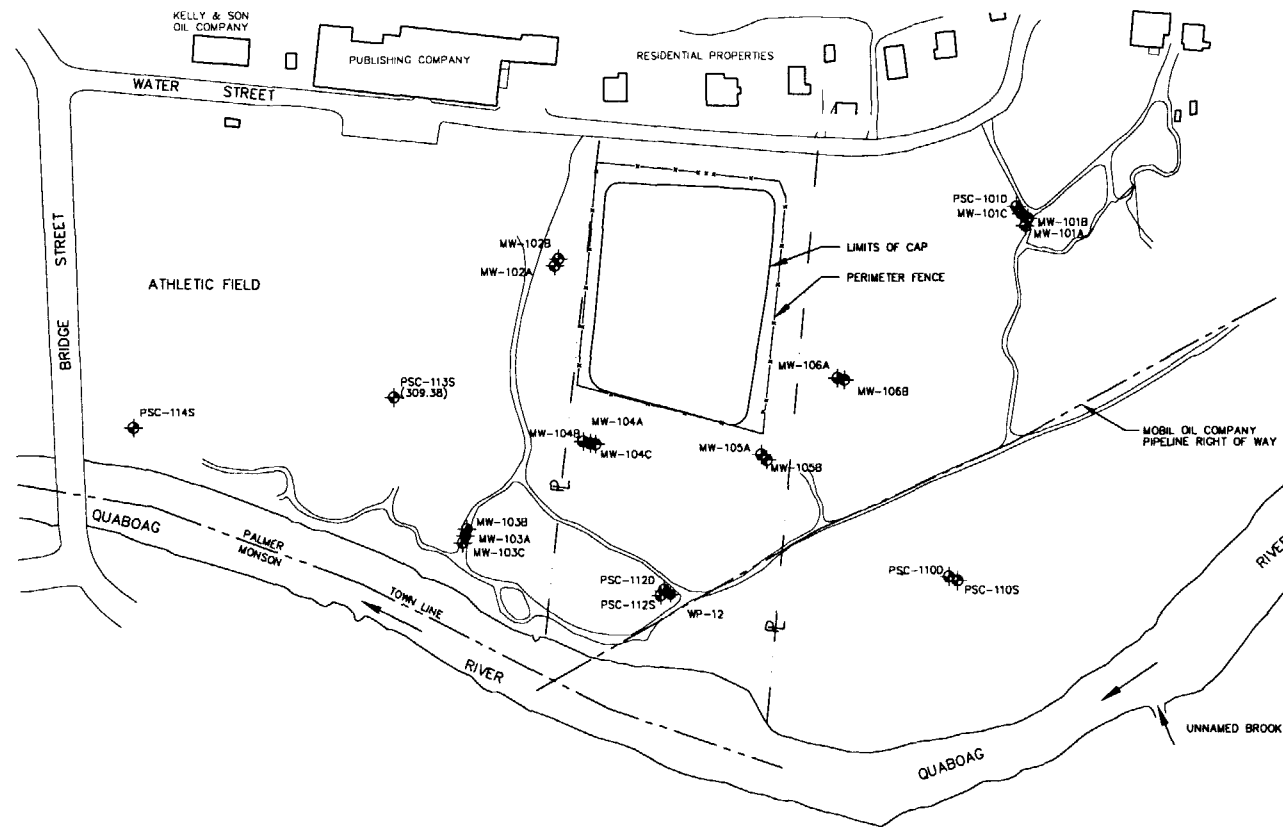 KELLY & SON
OIL COMPANY
PUBLISHING COMPANY
RESIDENTIAL PROPERTIES
WATER STREET
BRIDGE STREET
ATHLETIC FIELD
PSC-101D
MW-101C
MW-101B
MW-101A
MW-102B
MW-102A
LIMITS OF CAP
PERIMETER FENCE
MW-106A
MW-106B
PSC-113S
(309.38)
PSC-114S
MW-104A
MW-104B
MW-104C
MW-105A
MW-105B
MOBIL OIL COMPANY
PIPELINE RIGHT OF WAY
PL
MW-103B
MW-103A
MW-103C
QUABOAG
PALMER
MONSON
TOWN LINE
RIVER
PSC-112D
PSC-112S
WP-12
PSC-110D
PSC-110S
PL
RIVER
QUABOAG
UNNAMED BROOK